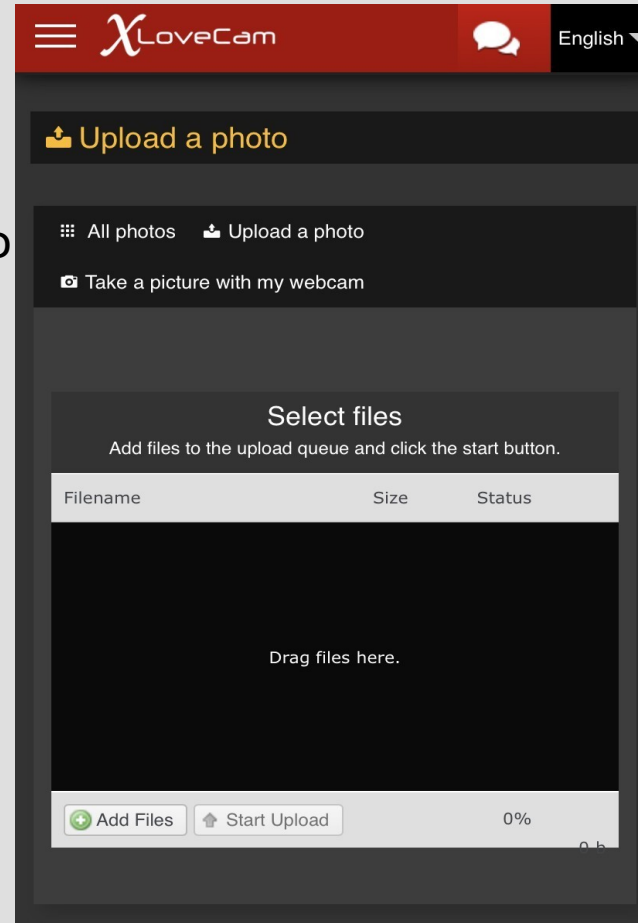 XLoveCam
English
Upload a photo
All photos Upload a photo
Take a picture with my webcam
Select files
Add files to the upload queue and click the start button.
Filename Size Status
Drag files here.
Add Files Start Upload 0%